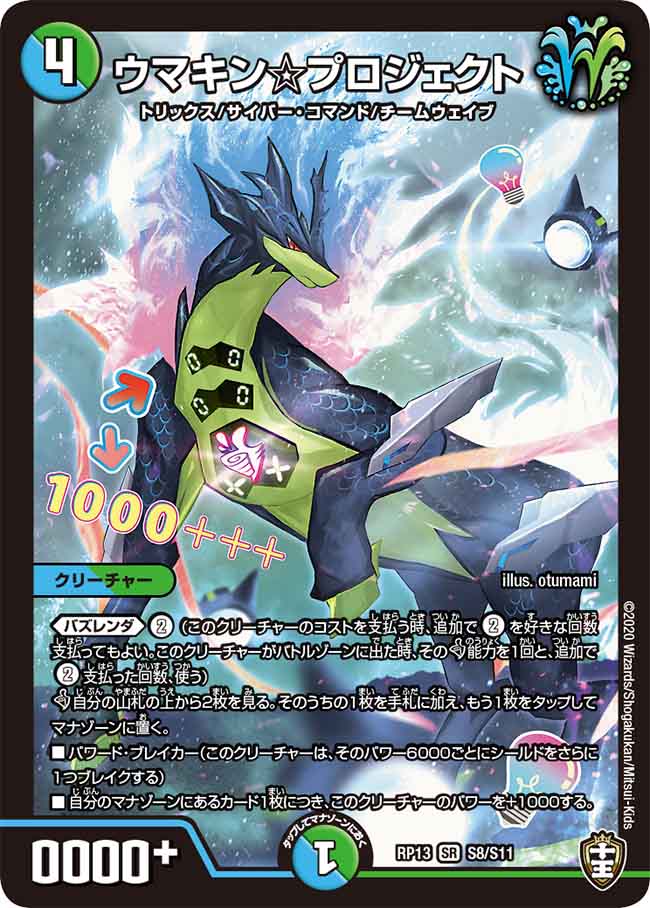 4
ウマキン☆プロジェクト
トリックス/サイバー・コマンド/チームウェイブ
0 0
0 0
1000+++
クリーチャー
illus. otumami
バズレンダ ② (このクリーチャーのコストを支払う時、追加で ② を好きな回数
支払ってもよい。このクリーチャーがバトルゾーンに出た時、その能力を1回と、追加で
② 支払った回数、使う)
自分の山札の上から2枚を見る。そのうちの1枚を手札に加え、もう1枚をタップして
マナゾーンに置く。
■ パワード・ブレイカー(このクリーチャーは、そのパワー6000ごとにシールドをさらに
1つブレイクする)
■ 自分のマナゾーンにあるカード1枚につき、このクリーチャーのパワーを+1000する。
©2020 Wizards/Shogakukan/Mitsui-Kids
0000+
タップしてマナゾーンにおく
1
RP13 SR S8/S11